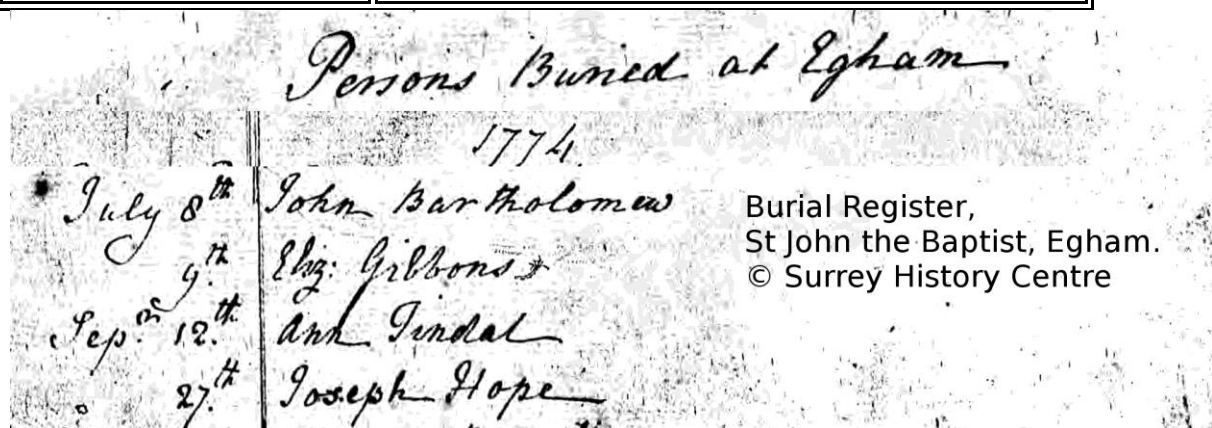 Persons Buried at Egham
1774
July 8th John Bartholomew
9th Eliz: Gibbons
Sepr 12th Ann Tindal
27th Joseph Hope
Burial Register,
St John the Baptist, Egham.
© Surrey History Centre